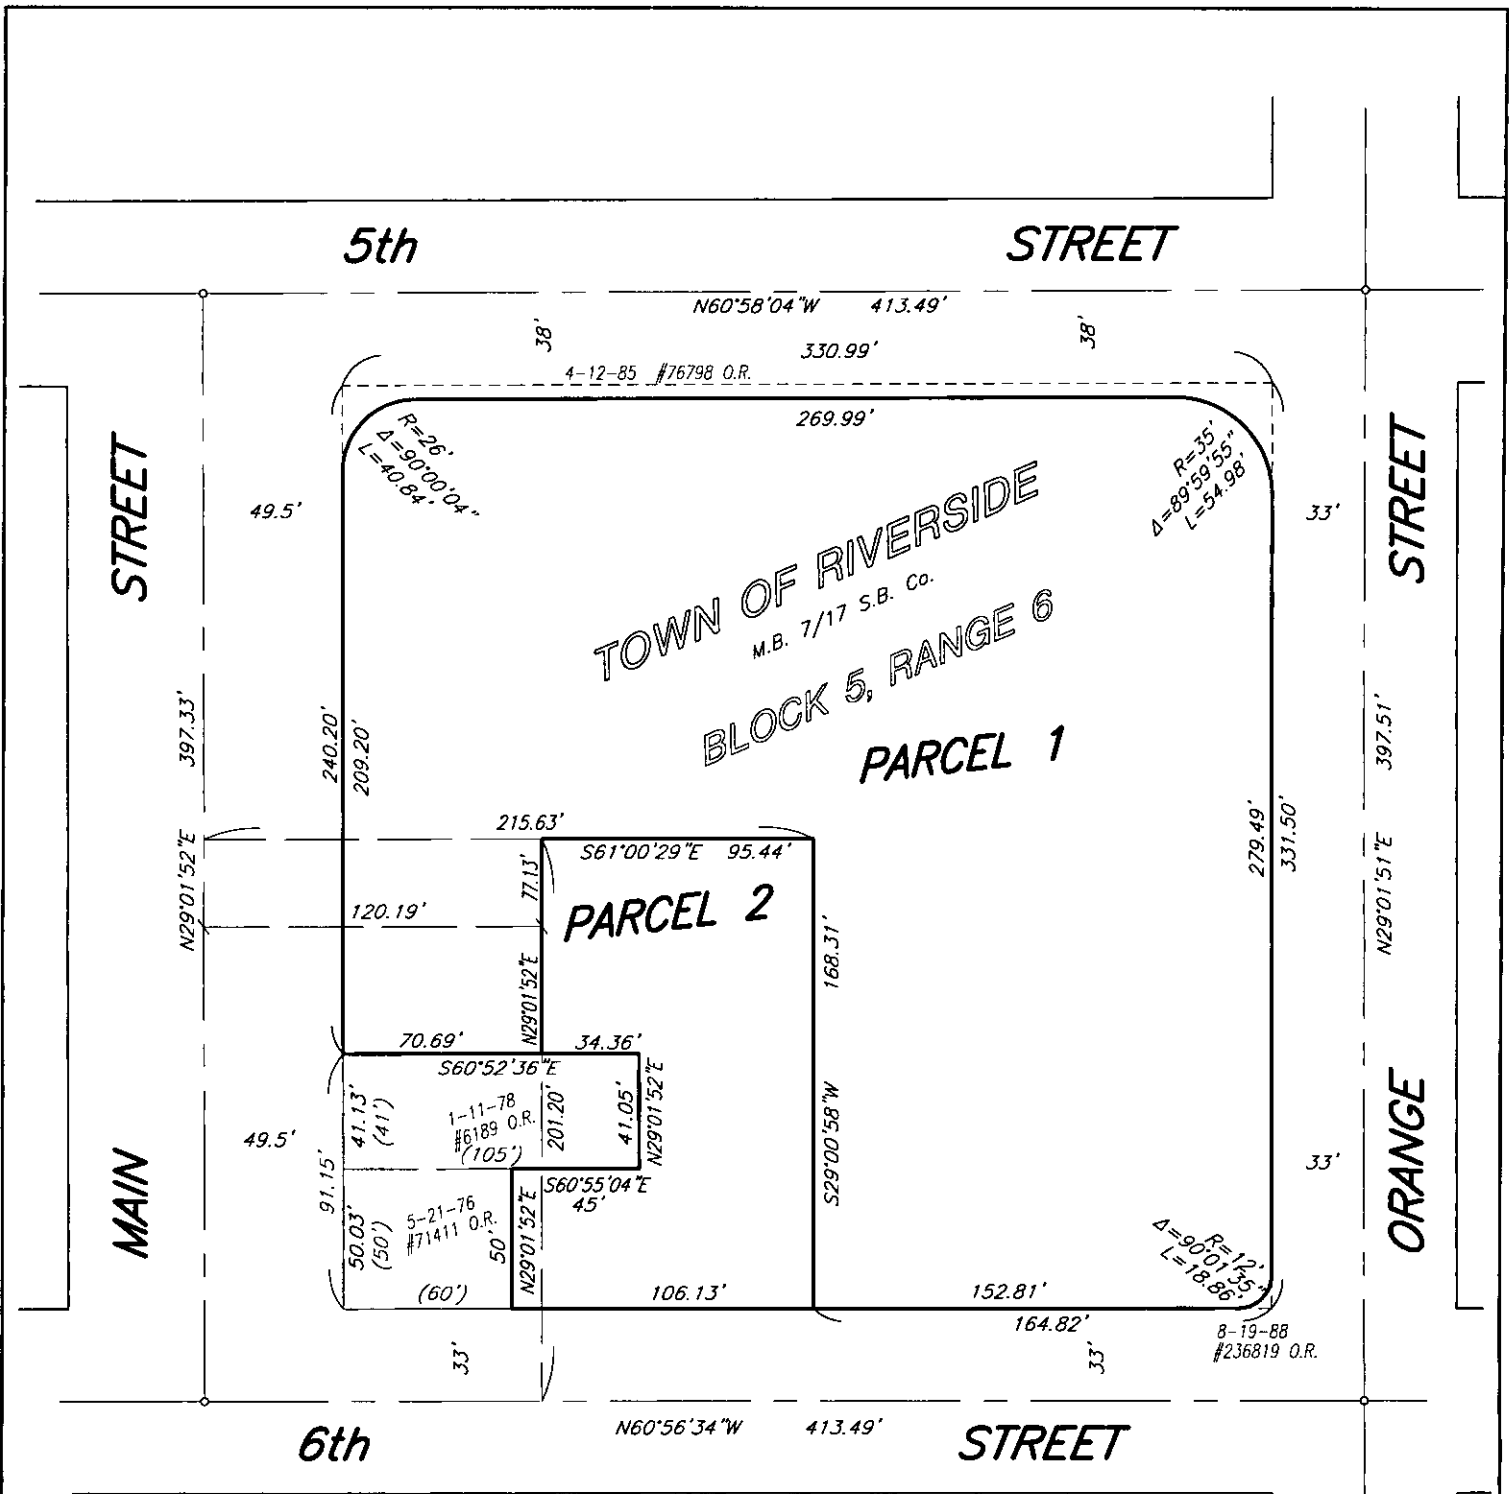 5th STREET
N60°58'04"W 413.49'
38'
38'
330.99'
4-12-85 #76798 O.R.
269.99'
R=26'
Δ=90°00'04"
L=40.84'
R=35'
Δ=89°59'55"
L=54.98'
STREET
49.5'
33'
STREET
TOWN OF RIVERSIDE
M.B. 7/17 S.B. Co.
BLOCK 5, RANGE 6
PARCEL 1
397.33'
240.20'
209.20'
397.51'
279.49'
331.50'
215.63'
S61°00'29"E 95.44'
77.13'
N29°01'52"E
N29°01'51"E
120.19'
PARCEL 2
168.31'
N29°01'52"E
70.69'
34.36'
S60°52'36"E
41.13'
(41')
1-11-78
#6189 O.R.
(105')
201.20'
41.05'
N29°01'52"E
S29°00'58"W
49.5'
33'
MAIN
ORANGE
91.15'
S60°55'04"E
45'
50.03'
(50')
5-21-76
#71411 O.R.
50'
N29°01'52"E
R=12'
Δ=90°01'35"
L=18.86'
(60')
106.13'
152.81'
164.82'
8-19-88
#236819 O.R.
33'
33'
N60°56'34"W 413.49'
6th STREET